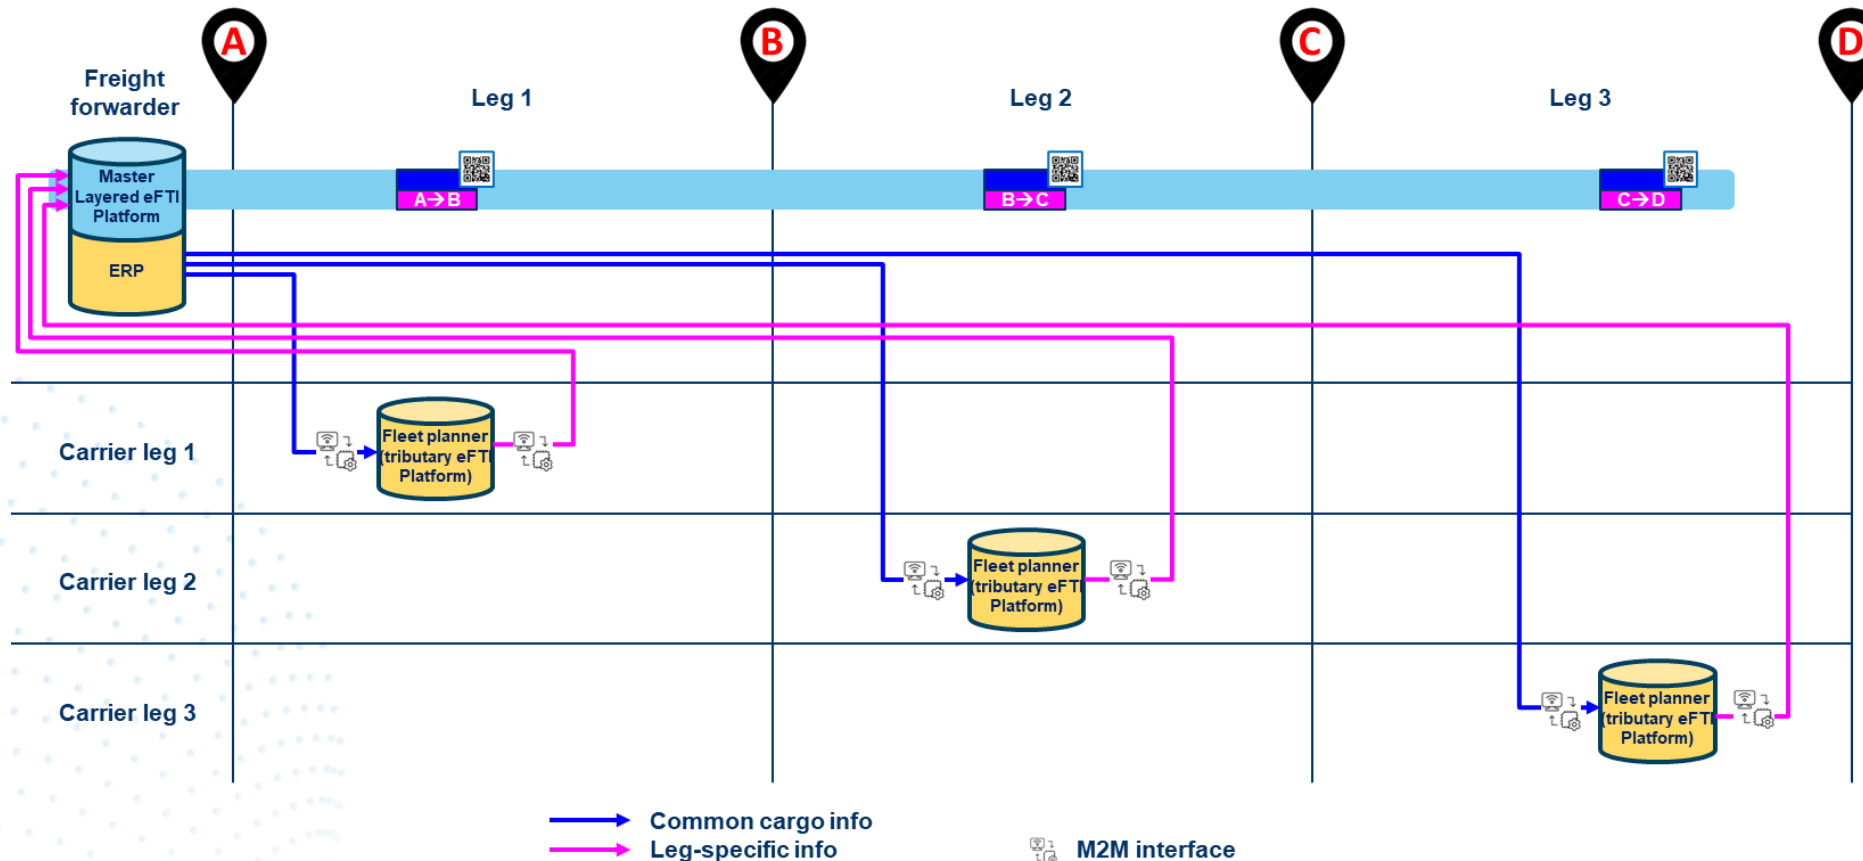 A
B
C
D
Freight
forwarder
Leg 1
Leg 2
Leg 3
Master
Layered eFTI
Platform
ERP
A→B
B→C
C→D
Carrier leg 1
Fleet planner
(tributary eFTI
Platform)
Carrier leg 2
Fleet planner
(tributary eFTI
Platform)
Carrier leg 3
Fleet planner
(tributary eFTI
Platform)
Common cargo info
Leg-specific info
M2M interface